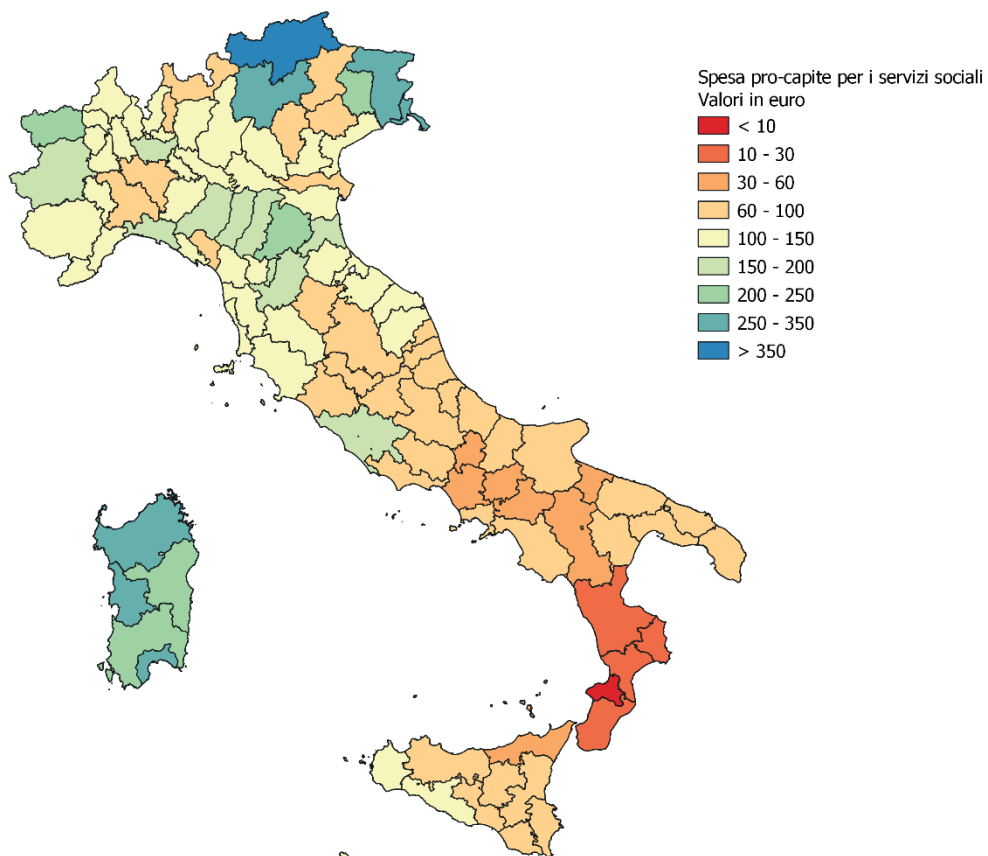 Spesa pro-capite per i servizi sociali
Valori in euro
< 10
10 - 30
30 - 60
60 - 100
100 - 150
150 - 200
200 - 250
250 - 350
> 350